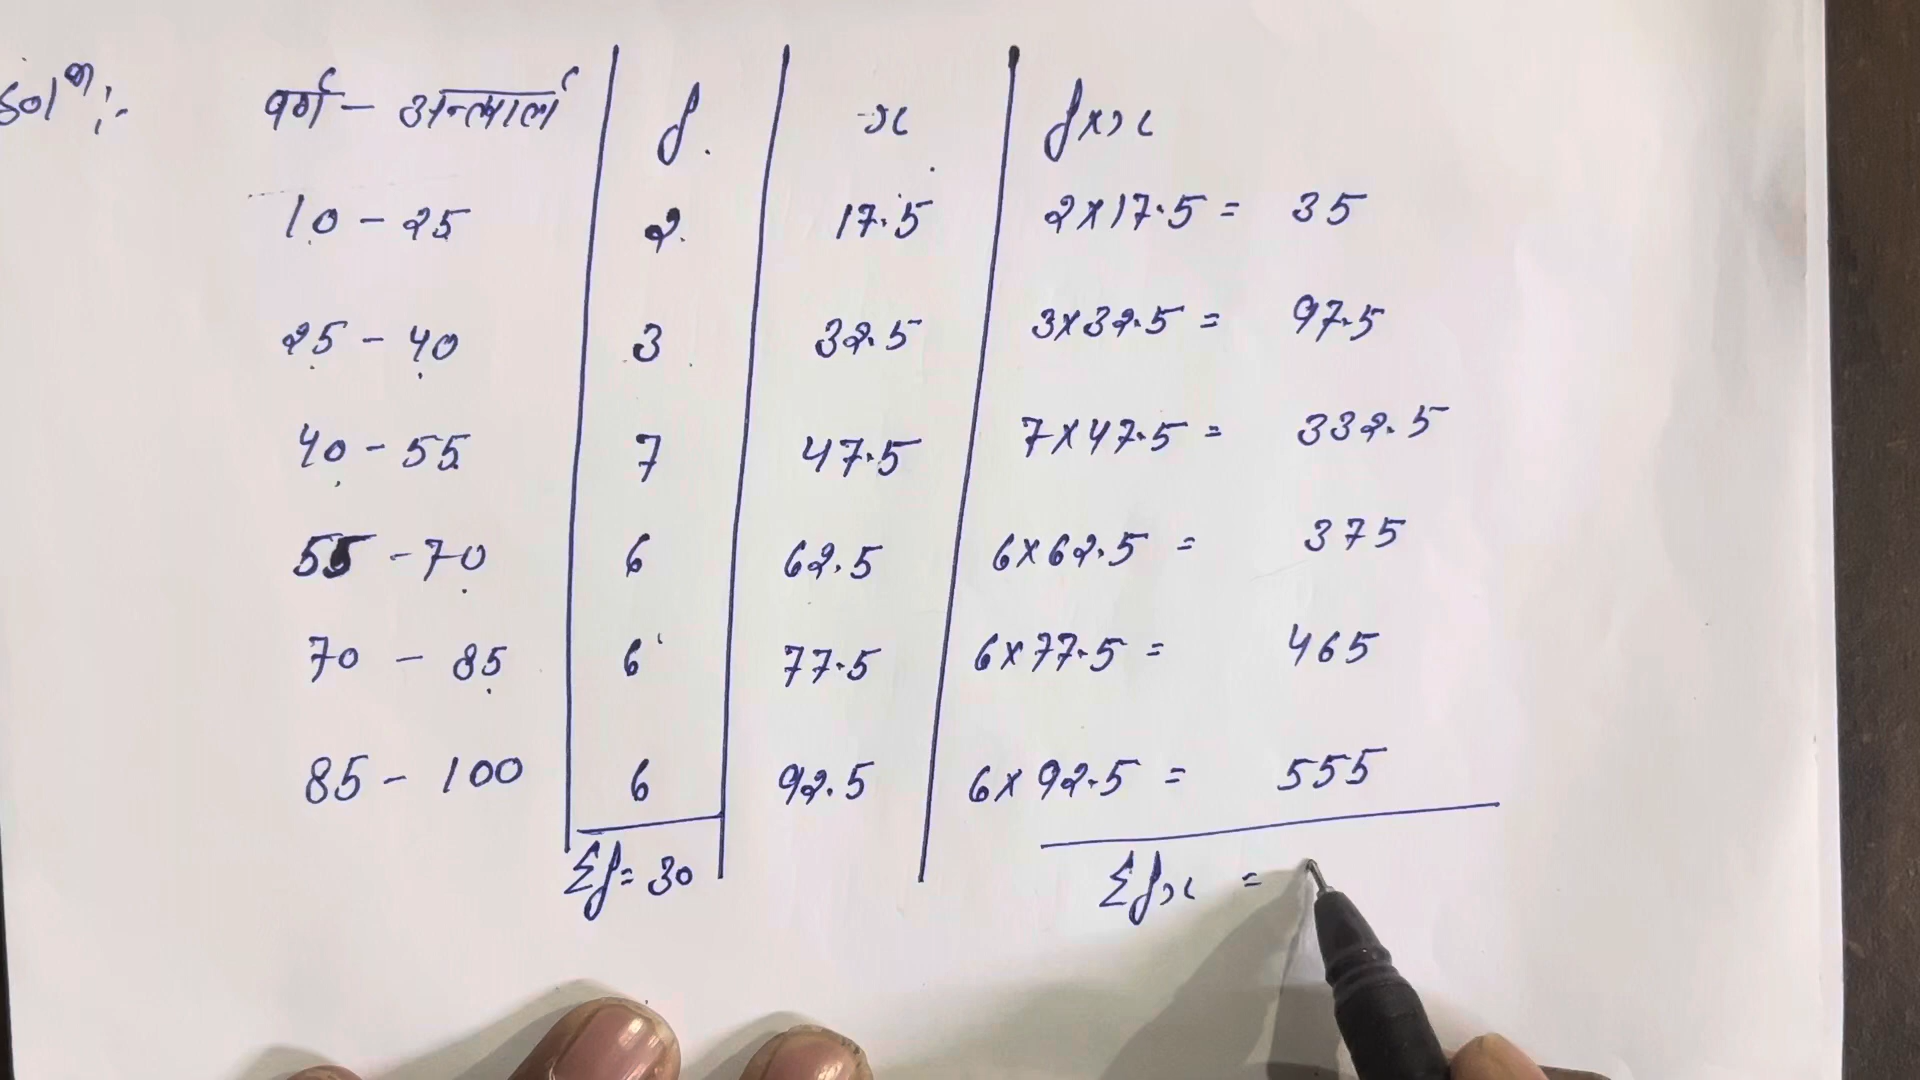 Solⁿ:-
वर्ग - अन्तराल f x f×x
10 - 25 2 17.5 2×17.5 = 35
25 - 40 3 32.5 3×32.5 = 97.5
40 - 55 7 47.5 7×47.5 = 332.5
55 - 70 6 62.5 6×62.5 = 375
70 - 85 6 77.5 6×77.5 = 465
85 - 100 6 92.5 6×92.5 = 555
Σf = 30 Σfx =